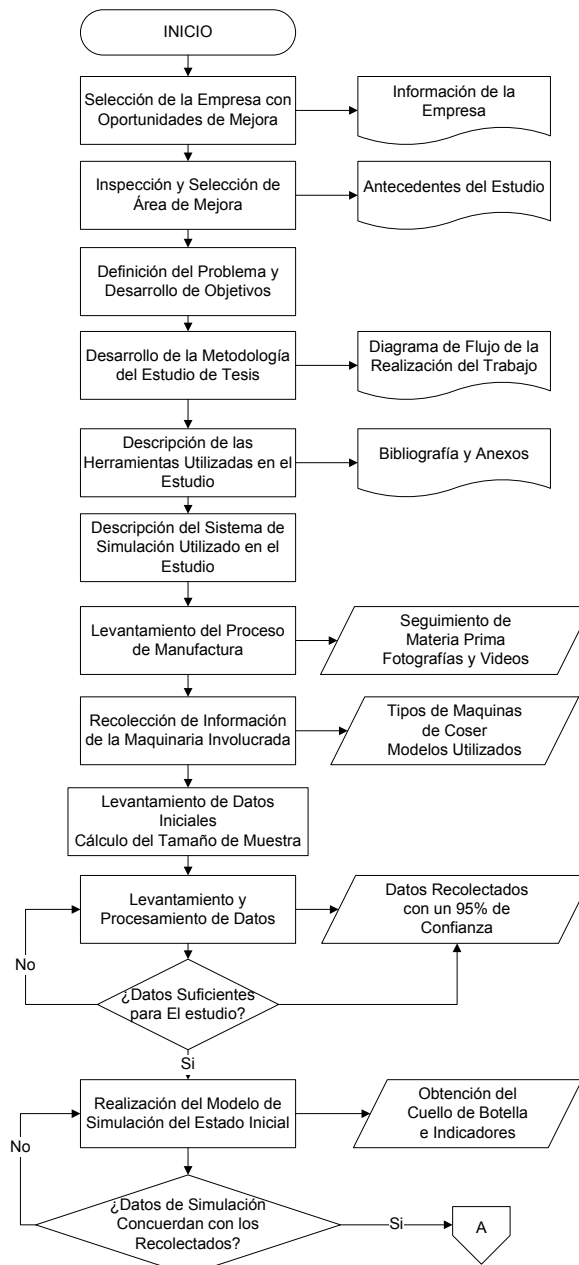 INICIO
Selección de la Empresa con
Oportunidades de Mejora
Información de la
Empresa
Inspección y Selección de
Área de Mejora
Antecedentes del Estudio
Definición del Problema y
Desarrollo de Objetivos
Desarrollo de la Metodología
del Estudio de Tesis
Diagrama de Flujo de la
Realización del Trabajo
Descripción de las
Herramientas Utilizadas en el
Estudio
Bibliografía y Anexos
Descripción del Sistema de
Simulación Utilizado en el
Estudio
Levantamiento del Proceso
de Manufactura
Seguimiento de
Materia Prima
Fotografías y Videos
Recolección de Información
de la Maquinaria Involucrada
Tipos de Maquinas
de Coser
Modelos Utilizados
Levantamiento de Datos
Iniciales
Cálculo del Tamaño de Muestra
Levantamiento y
Procesamiento de Datos
Datos Recolectados
con un 95% de
Confianza
No
¿Datos Suficientes
para El estudio?
Si
Realización del Modelo de
Simulación del Estado Inicial
Obtención del
Cuello de Botella
e Indicadores
No
¿Datos de Simulación
Concuerdan con los
Recolectados?
Si
A